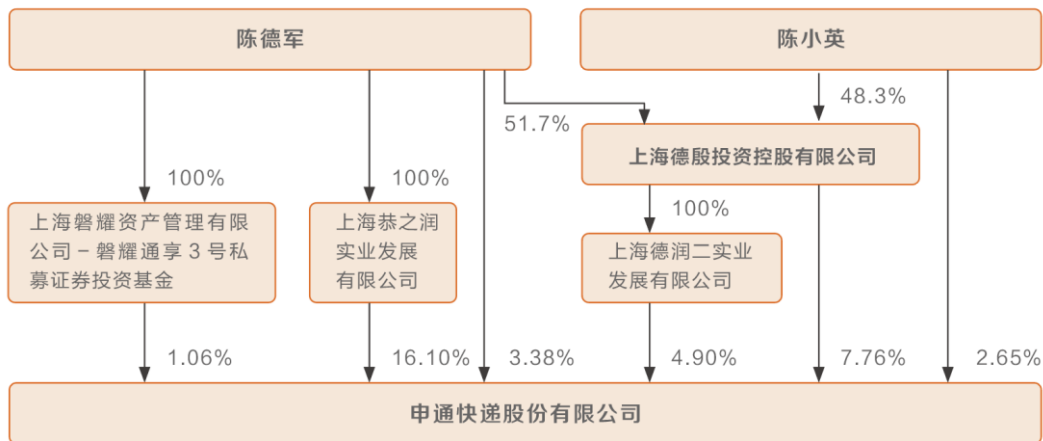 陈德军
陈小英
48.3%
51.7%
上海德殷投资控股有限公司
100%
100%
100%
上海磐耀资产管理有限
公司－磐耀通享3号私
募证券投资基金
上海恭之润
实业发展
有限公司
上海德润二实业
发展有限公司
1.06%
16.10%
3.38%
4.90%
7.76%
2.65%
申通快递股份有限公司